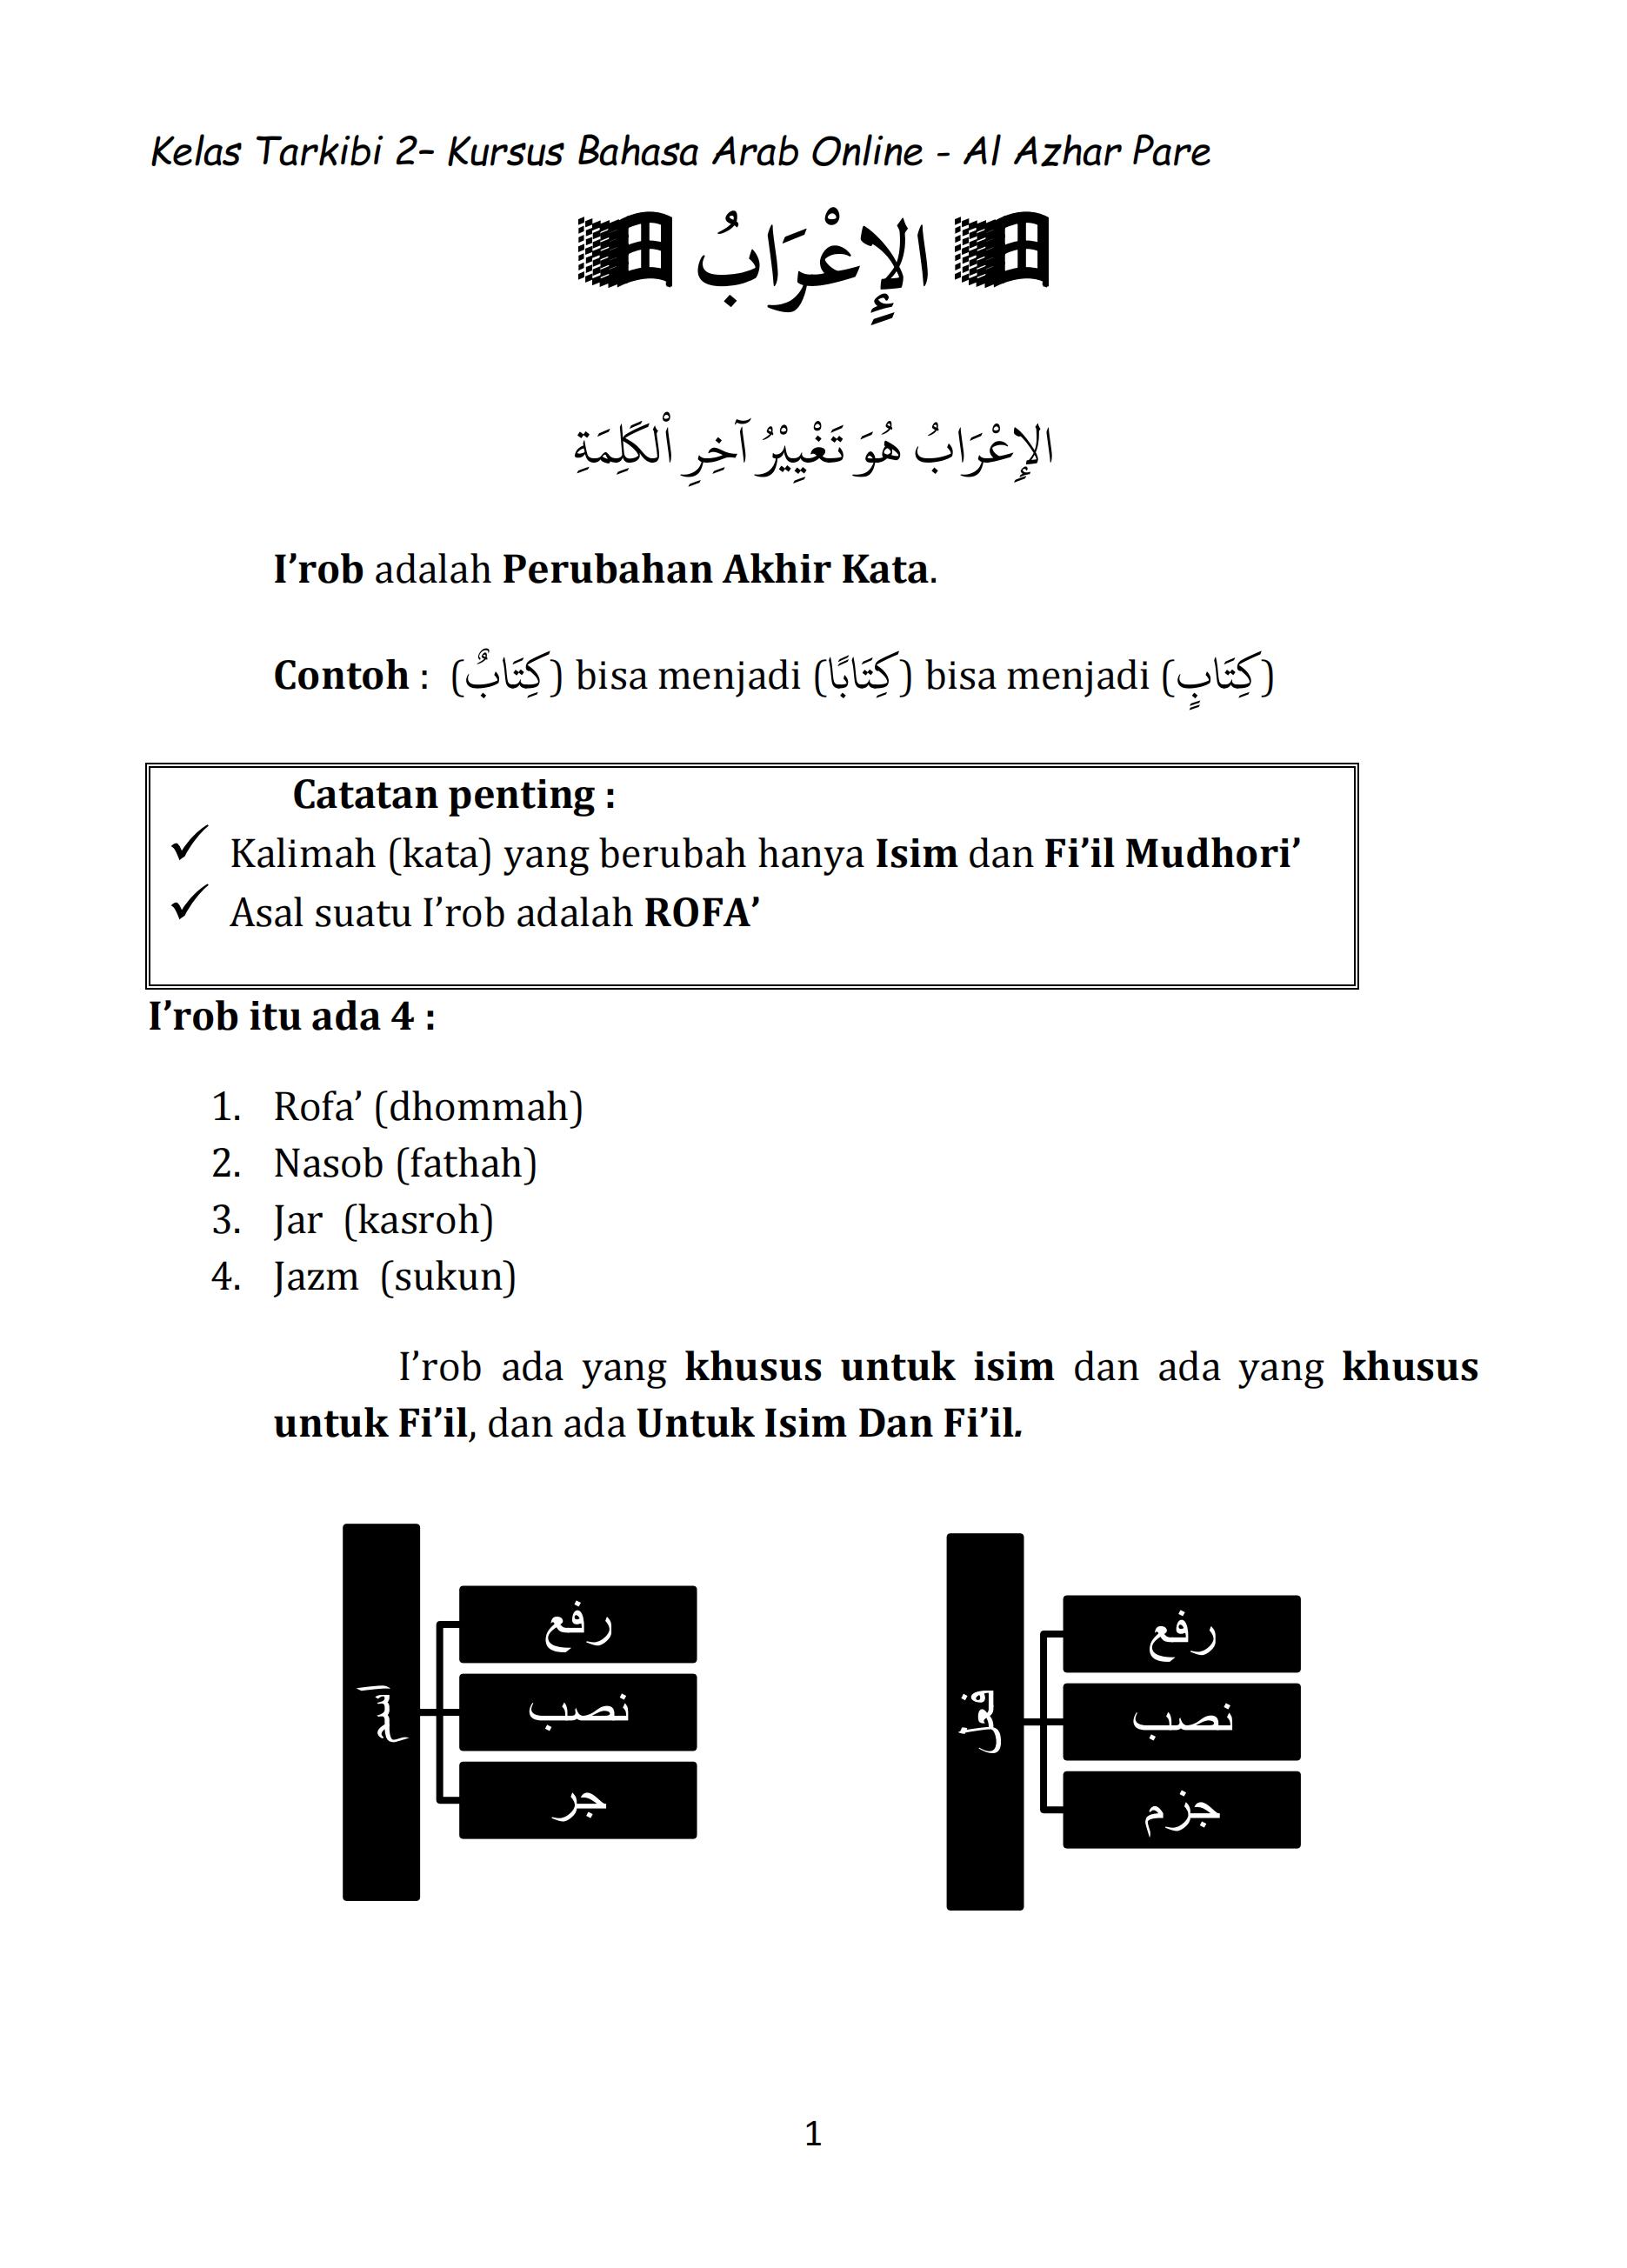 Kelas Tarkibi 2– Kursus Bahasa Arab Online - Al Azhar Pare
الإِعْرَابُ
الإِعْرَابُ هُوَ تَغْيِيْرُ آخِرِ اْلكَلِمَةِ
I’rob adalah Perubahan Akhir Kata.
Contoh : (كِتَابٌ) bisa menjadi (كِتَابًا) bisa menjadi (كِتَابٍ)
Catatan penting :
✓ Kalimah (kata) yang berubah hanya Isim dan Fi’il Mudhori’
✓ Asal suatu I’rob adalah ROFA’
I’rob itu ada 4 :
1. Rofa’ (dhommah)
2. Nasob (fathah)
3. Jar (kasroh)
4. Jazm (sukun)
I’rob ada yang khusus untuk isim dan ada yang khusus
untuk Fi’il, dan ada Untuk Isim Dan Fi’il.
اسم
رفع
نصب
جر
فعل
رفع
نصب
جزم
1